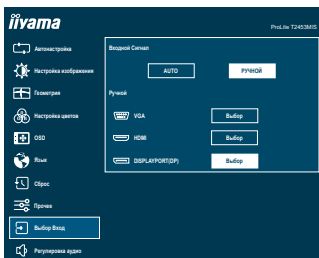 iiyama
ProLite T2453MIS
Автонастройка
Настройка изображения
Геометрия
Настройка цветов
OSD
Язык
Сброс
Прочее
Выбор Вход
Регулировка аудио
Входной Сигнал
AUTO
РУЧНОЙ
Ручной
VGA
Выбор
HDMI
Выбор
DISPLAYPORT(DP)
Выбор